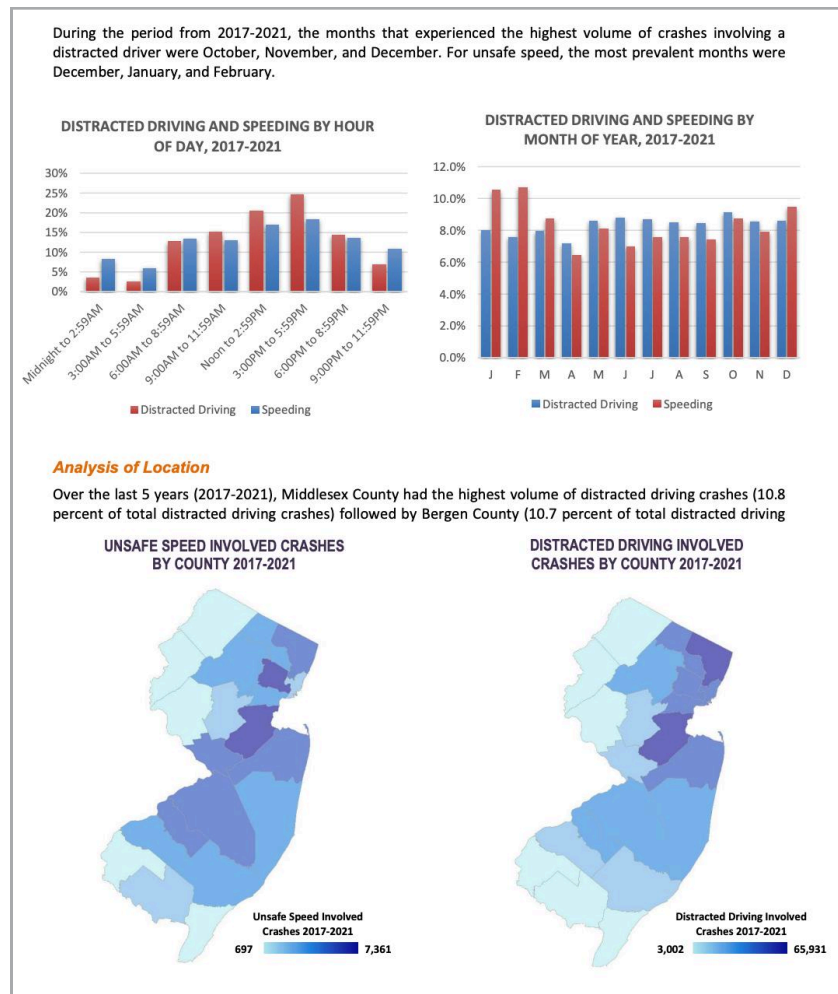 During the period from 2017-2021, the months that experienced the highest volume of crashes involving a
distracted driver were October, November, and December. For unsafe speed, the most prevalent months were
December, January, and February.
DISTRACTED DRIVING AND SPEEDING BY HOUR
OF DAY, 2017-2021
30%
25%
20%
15%
10%
5%
0%
Midnight to 2:59AM
3:00AM to 5:59AM
6:00AM to 8:59AM
9:00AM to 11:59AM
Noon to 2:59PM
3:00PM to 5:59PM
6:00PM to 8:59PM
9:00PM to 11:59PM
Distracted Driving Speeding
DISTRACTED DRIVING AND SPEEDING BY
MONTH OF YEAR, 2017-2021
12.0%
10.0%
8.0%
6.0%
4.0%
2.0%
0.0%
J F M A M J J A S O N D
Distracted Driving Speeding
Analysis of Location
Over the last 5 years (2017-2021), Middlesex County had the highest volume of distracted driving crashes (10.8
percent of total distracted driving crashes) followed by Bergen County (10.7 percent of total distracted driving
UNSAFE SPEED INVOLVED CRASHES
BY COUNTY 2017-2021
Unsafe Speed Involved
Crashes 2017-2021
697 7,361
DISTRACTED DRIVING INVOLVED
CRASHES BY COUNTY 2017-2021
Distracted Driving Involved
Crashes 2017-2021
3,002 65,931